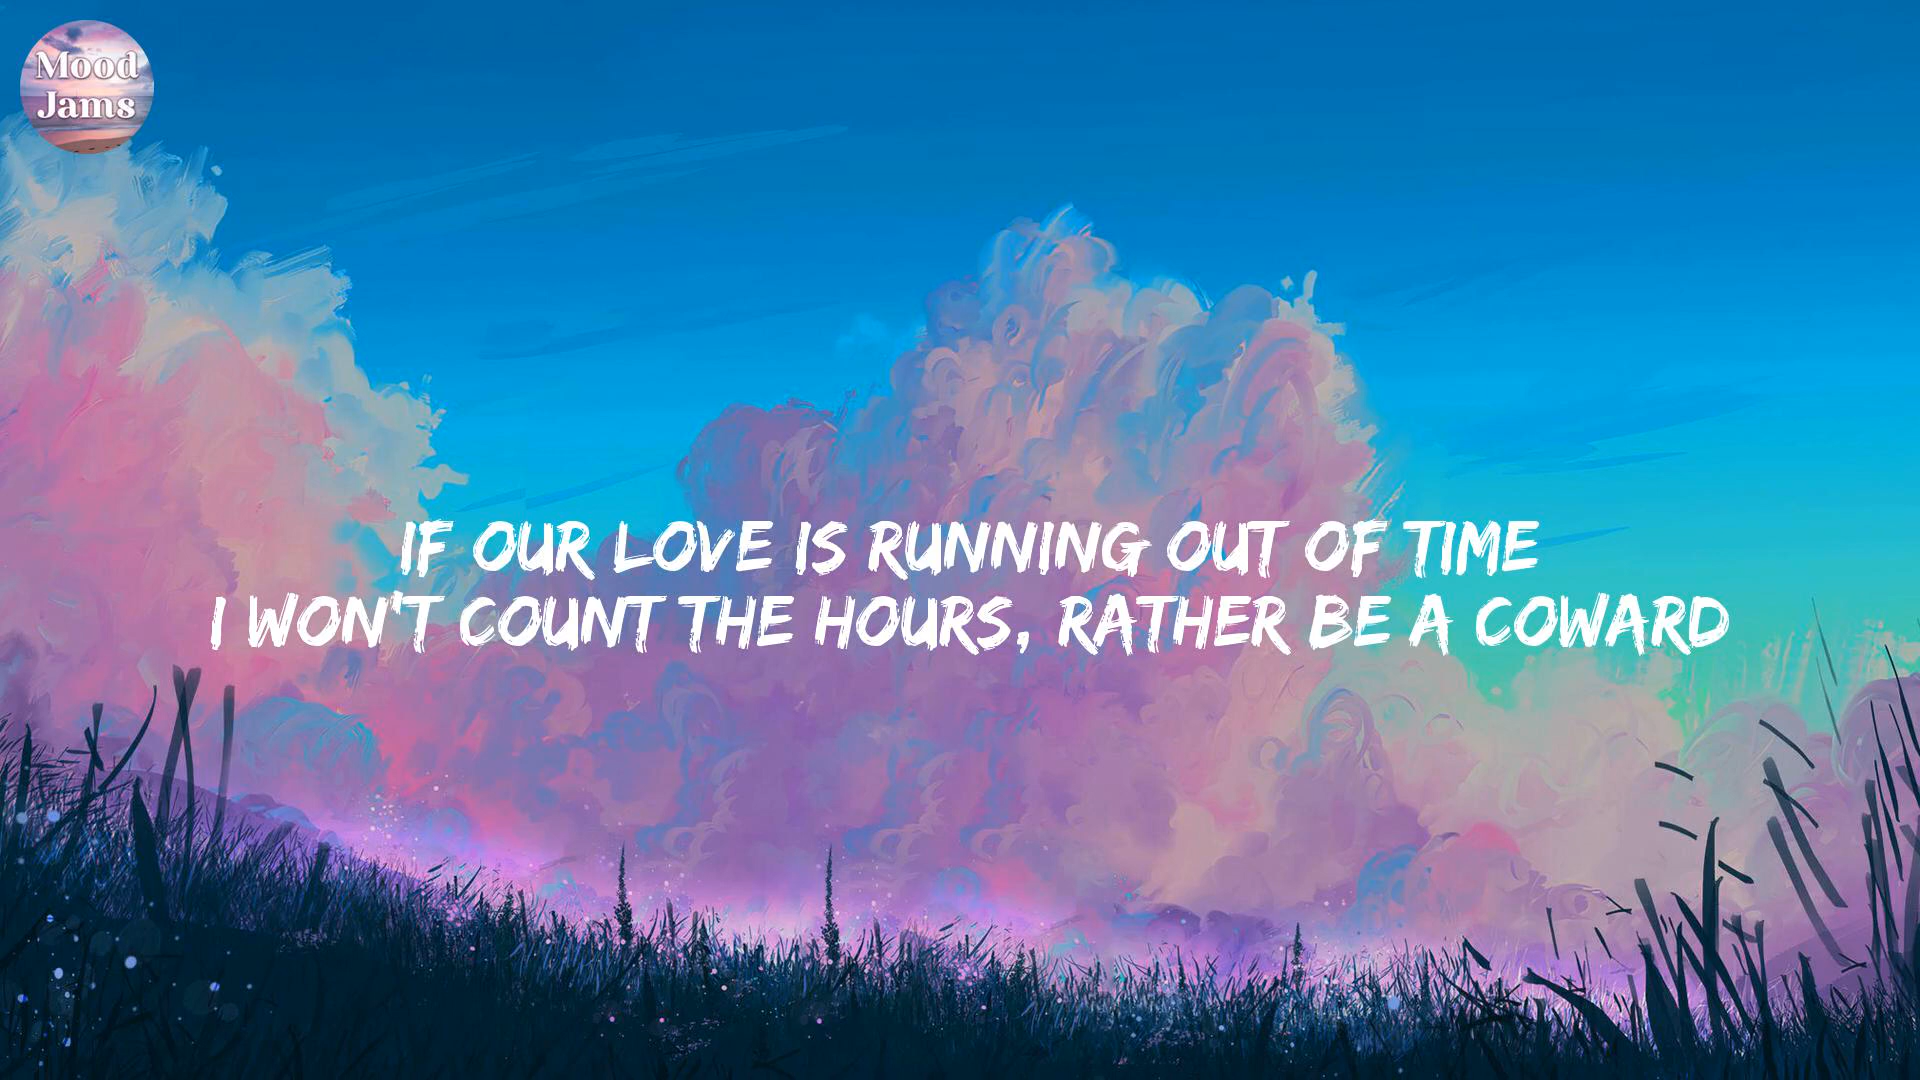 Mood
Jams
IF OUR LOVE IS RUNNING OUT OF TIME
I WON'T COUNT THE HOURS, RATHER BE A COWARD